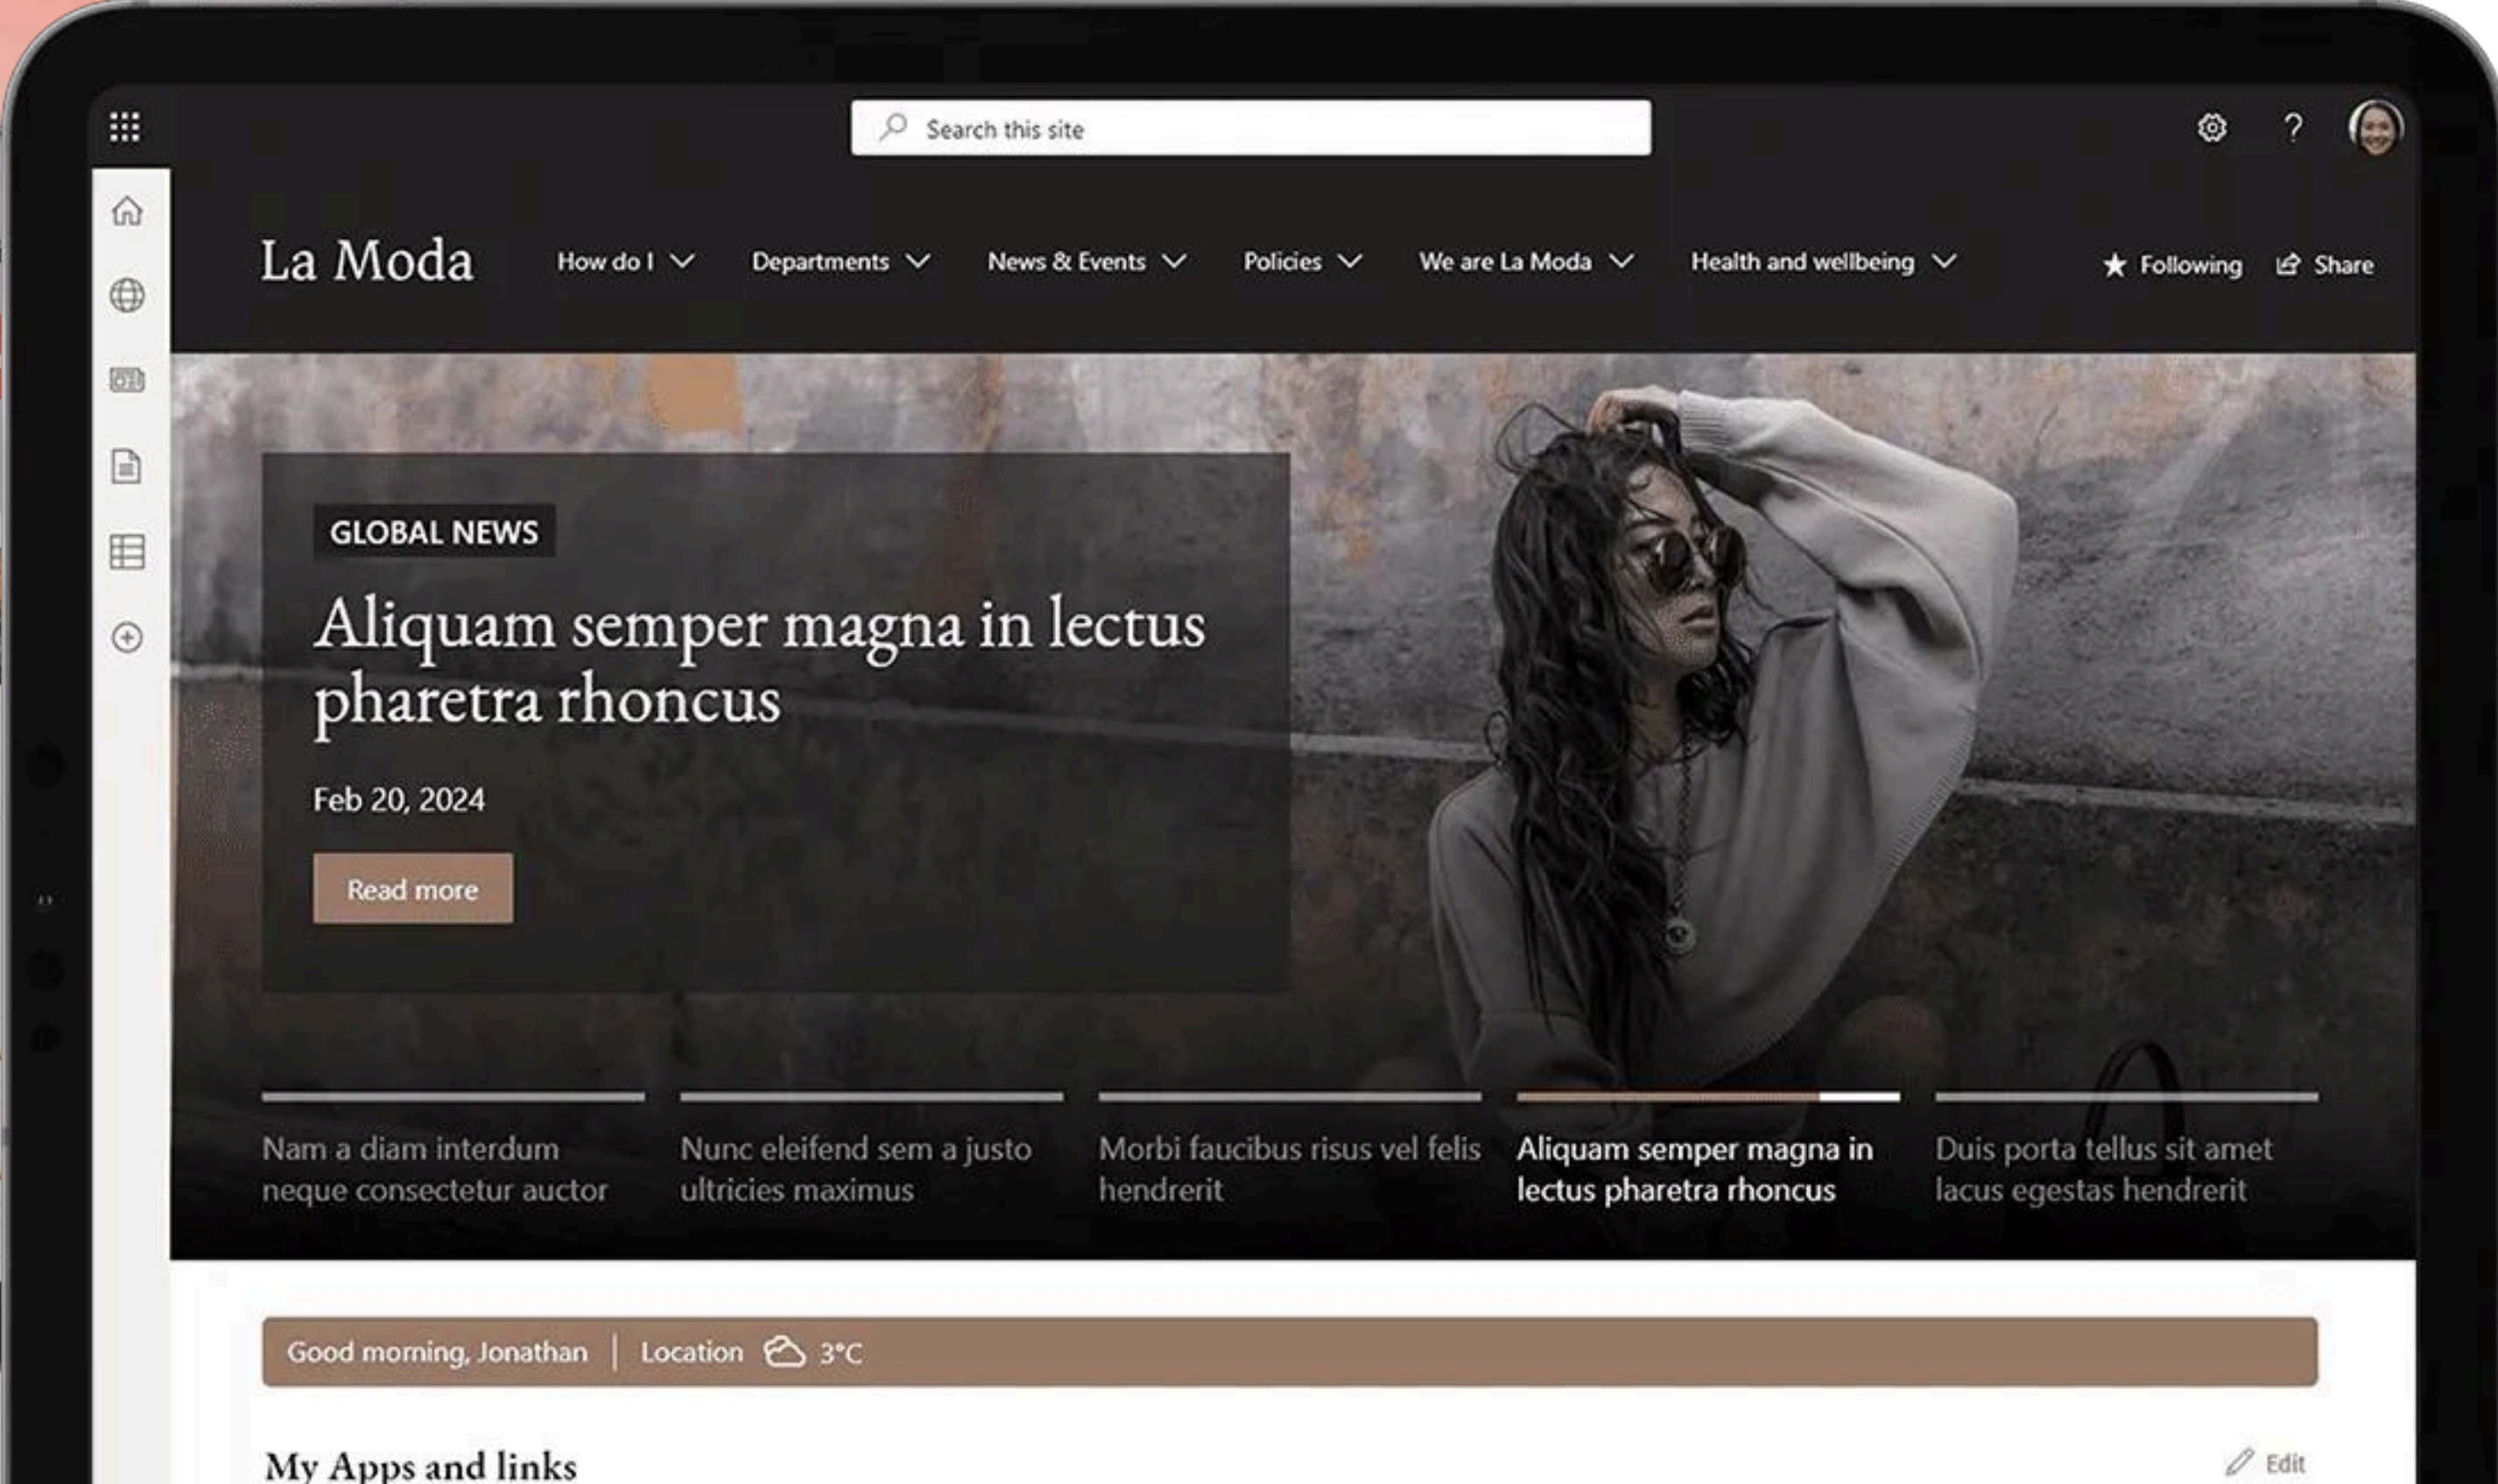 Search this site
?
La Moda
How do I
Departments
News & Events
Policies
We are La Moda
Health and wellbeing
Following
Share
GLOBAL NEWS
Aliquam semper magna in lectus
pharetra rhoncus
Feb 20, 2024
Read more
Nam a diam interdum
neque consectetur auctor
Nunc eleifend sem a justo
ultricies maximus
Morbi faucibus risus vel felis
hendrerit
Aliquam semper magna in
lectus pharetra rhoncus
Duis porta tellus sit amet
lacus egestas hendrerit
Good morning, Jonathan
Location
3°C
My Apps and links
Edit